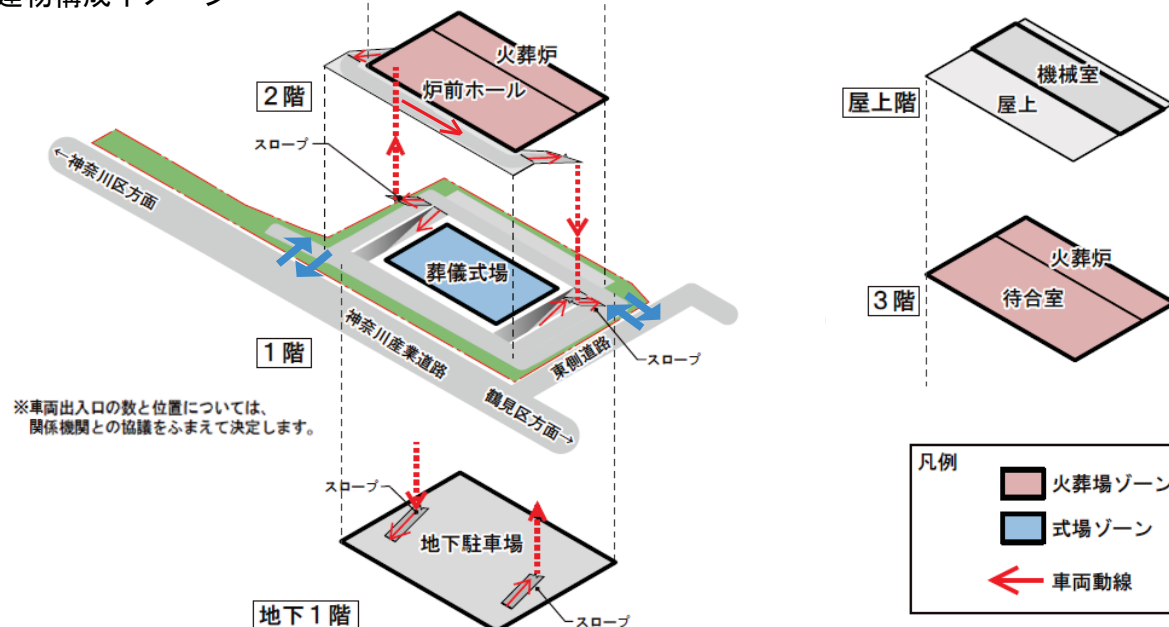 建物構成イメージ
火葬炉
炉前ホール
2階
スロープ
←神奈川区方面
葬儀式場
神奈川産業道路
1階
東側道路
スロープ
鶴見区方面→
※車両出入口の数と位置については、
関係機関との協議をふまえて決定します。
スロープ
地下駐車場
地下1階
スロープ
機械室
屋上
屋上階
火葬炉
待合室
3階
凡例
火葬場ゾーン
式場ゾーン
車両動線